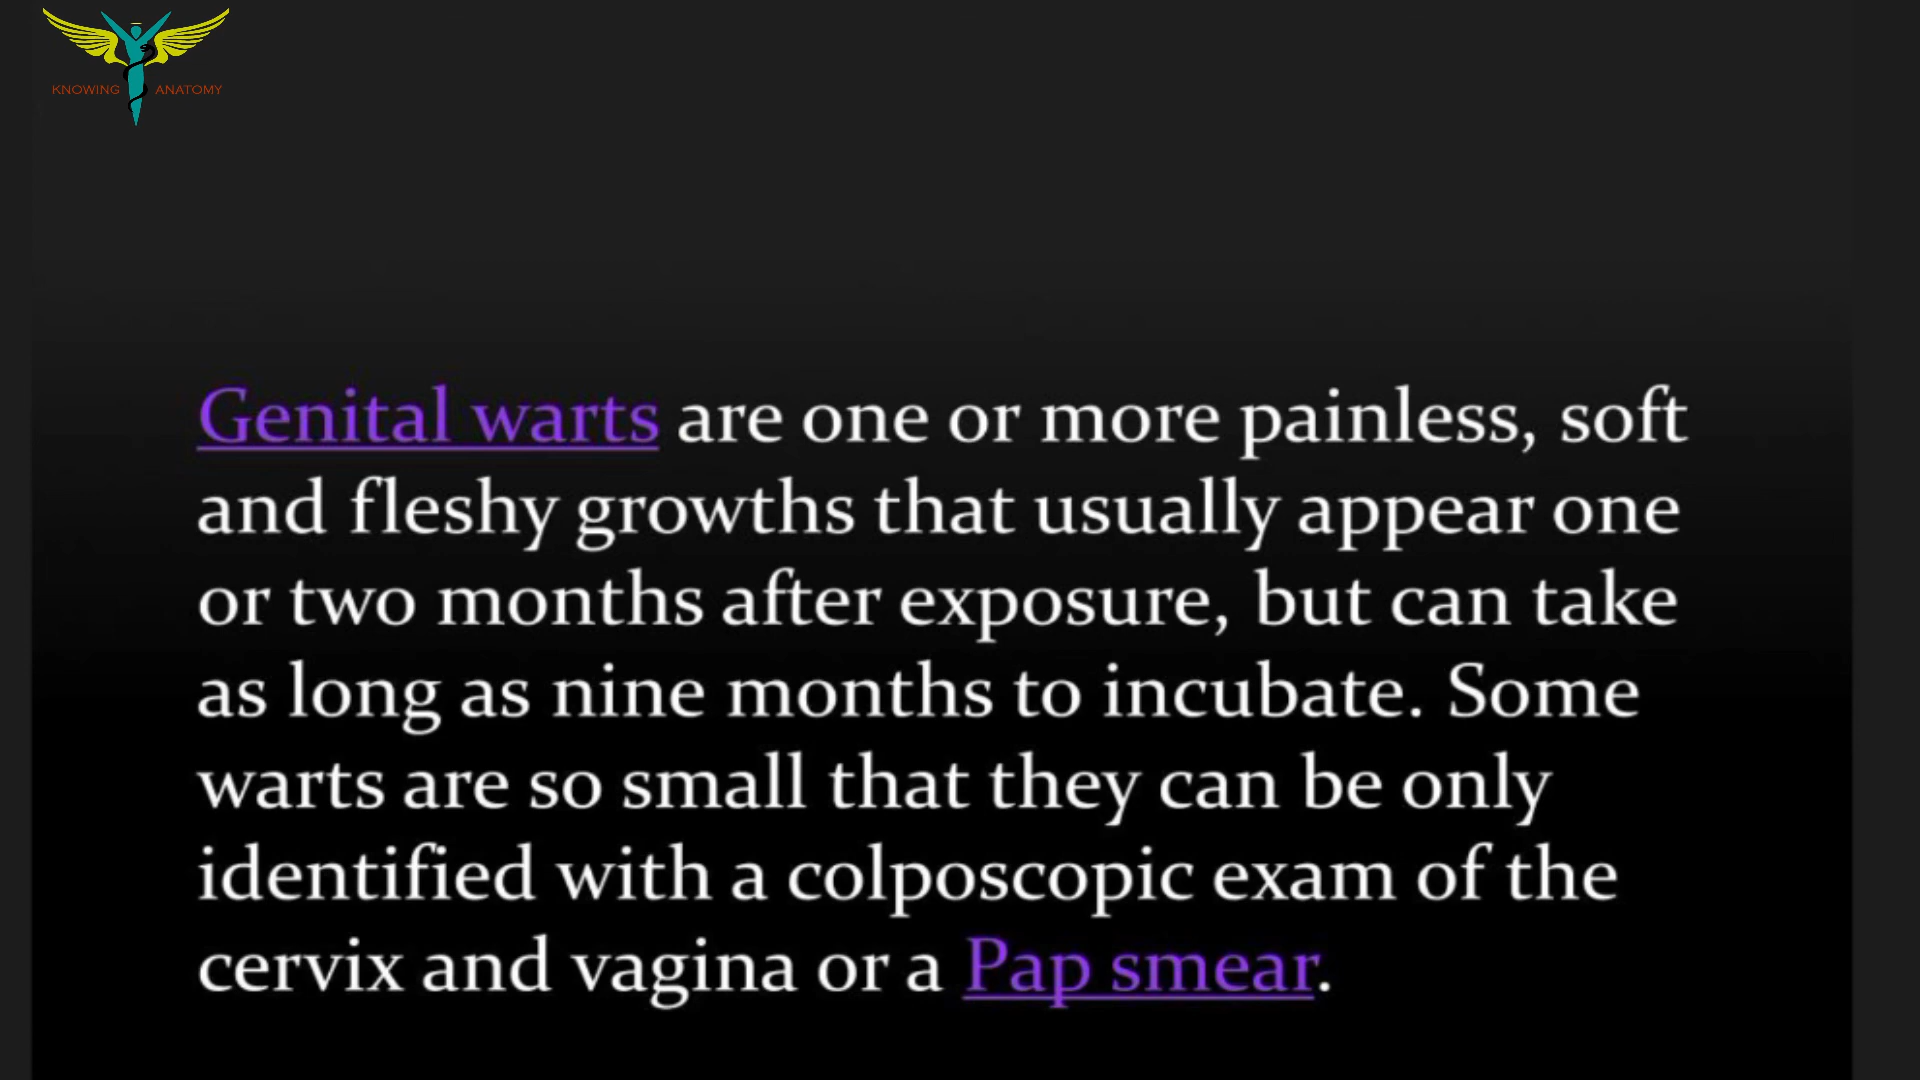 KNOWING ANATOMY
Genital warts are one or more painless, soft
and fleshy growths that usually appear one
or two months after exposure, but can take
as long as nine months to incubate. Some
warts are so small that they can be only
identified with a colposcopic exam of the
cervix and vagina or a Pap smear.